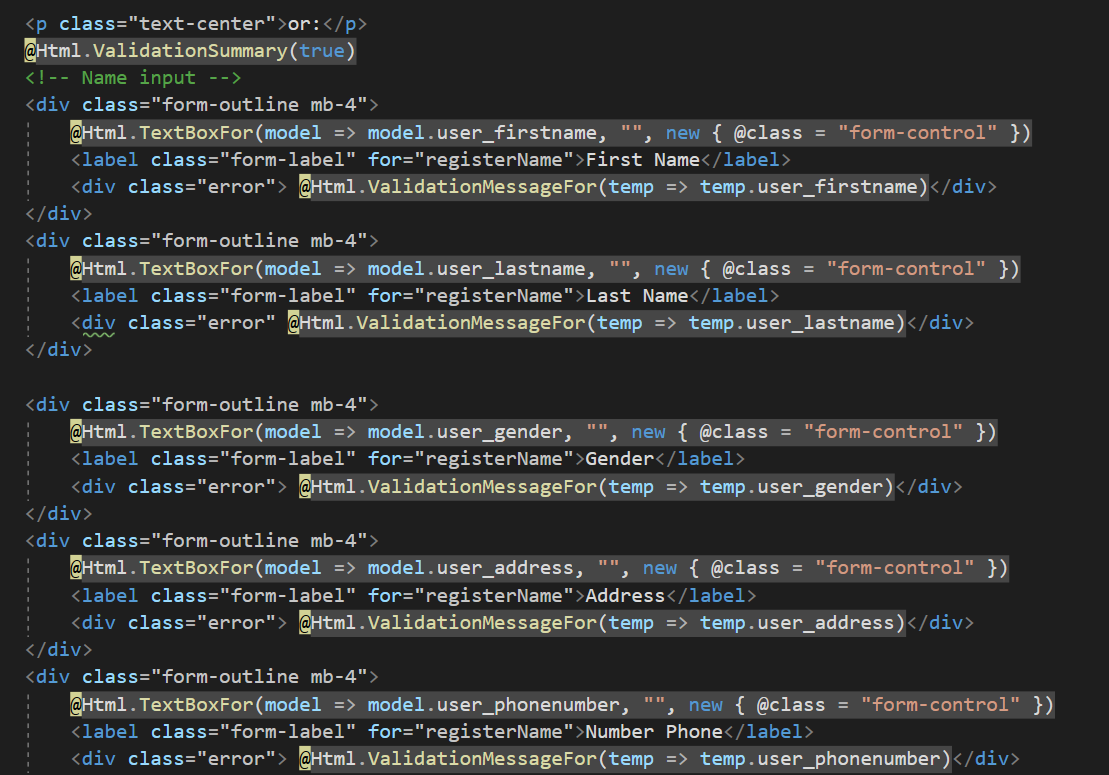 <p class="text-center">or:</p>
@Html.ValidationSummary(true)
<!-- Name input -->
<div class="form-outline mb-4">
@Html.TextBoxFor(model => model.user_firstname, "", new { @class = "form-control" })
<label class="form-label" for="registerName">First Name</label>
<div class="error"> @Html.ValidationMessageFor(temp => temp.user_firstname)</div>
</div>
<div class="form-outline mb-4">
@Html.TextBoxFor(model => model.user_lastname, "", new { @class = "form-control" })
<label class="form-label" for="registerName">Last Name</label>
<div class="error" @Html.ValidationMessageFor(temp => temp.user_lastname)</div>
</div>
<div class="form-outline mb-4">
@Html.TextBoxFor(model => model.user_gender, "", new { @class = "form-control" })
<label class="form-label" for="registerName">Gender</label>
<div class="error"> @Html.ValidationMessageFor(temp => temp.user_gender)</div>
</div>
<div class="form-outline mb-4">
@Html.TextBoxFor(model => model.user_address, "", new { @class = "form-control" })
<label class="form-label" for="registerName">Address</label>
<div class="error"> @Html.ValidationMessageFor(temp => temp.user_address)</div>
</div>
<div class="form-outline mb-4">
@Html.TextBoxFor(model => model.user_phonenumber, "", new { @class = "form-control" })
<label class="form-label" for="registerName">Number Phone</label>
<div class="error"> @Html.ValidationMessageFor(temp => temp.user_phonenumber)</div>